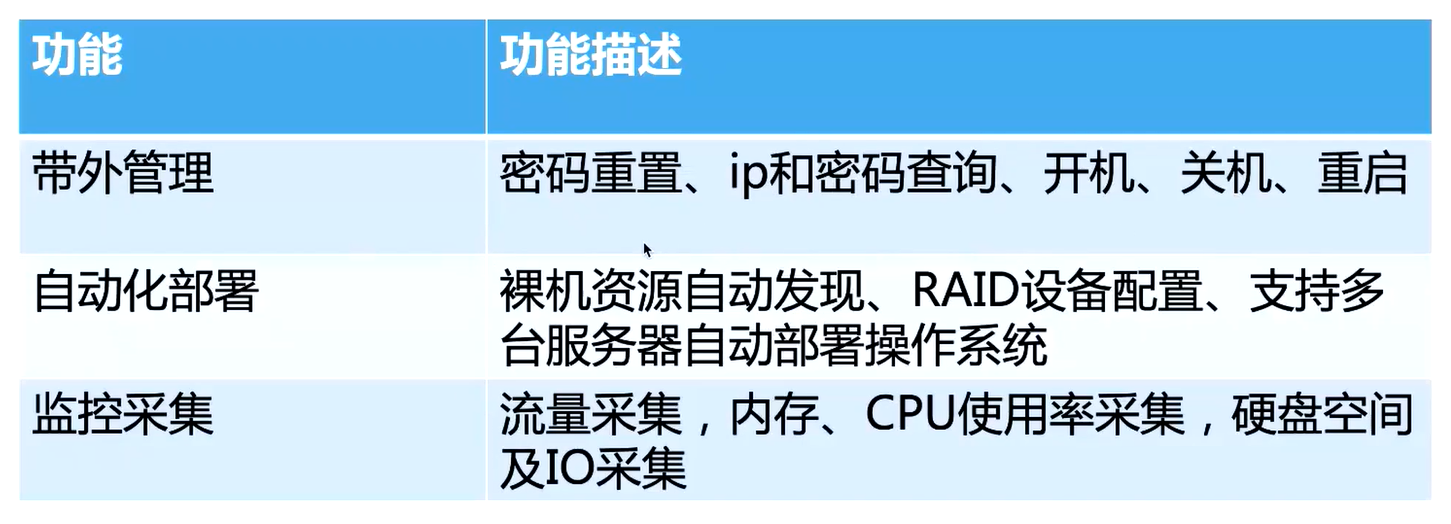 功能
功能描述
带外管理
密码重置、ip和密码查询、开机、关机、重启
自动化部署
裸机资源自动发现、RAID设备配置、支持多
台服务器自动部署操作系统
监控采集
流量采集，内存、CPU使用率采集，硬盘空间
及IO采集